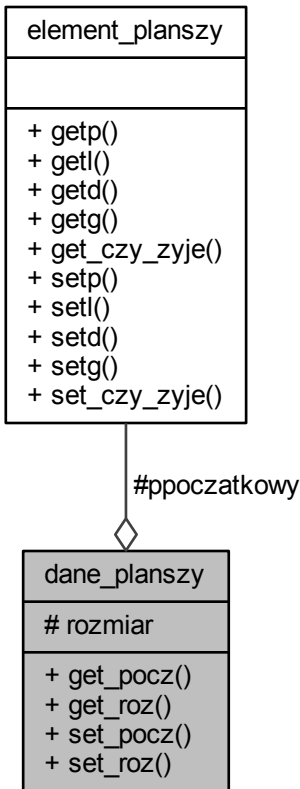 element_planszy
+ getp()
+ getl()
+ getd()
+ getg()
+ get_czy_zyje()
+ setp()
+ setl()
+ setd()
+ setg()
+ set_czy_zyje()
#ppoczatkowy
dane_planszy
# rozmiar
+ get_pocz()
+ get_roz()
+ set_pocz()
+ set_roz()